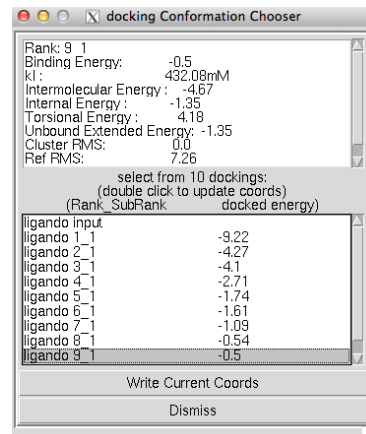 docking Conformation Chooser
Rank: 9_1
Binding Energy: -0.5
kI : 432.08mM
Intermolecular Energy : -4.67
Internal Energy : -1.35
Torsional Energy : 4.18
Unbound Extended Energy: -1.35
Cluster RMS: 0.0
Ref RMS: 7.26
select from 10 dockings:
(double click to update coords)
(Rank_SubRank docked energy)
ligando input
ligando 1_1 -9.22
ligando 2_1 -4.27
ligando 3_1 -4.1
ligando 4_1 -2.71
ligando 5_1 -1.74
ligando 6_1 -1.61
ligando 7_1 -1.09
ligando 8_1 -0.54
ligando 9_1 -0.5
Write Current Coords
Dismiss